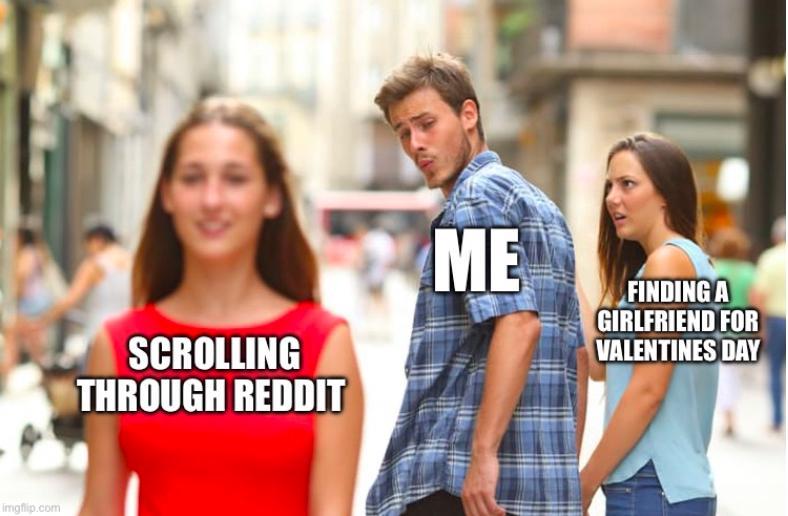 ME
FINDING A
GIRLFRIEND FOR
VALENTINES DAY
SCROLLING
THROUGH REDDIT
imgflip.com